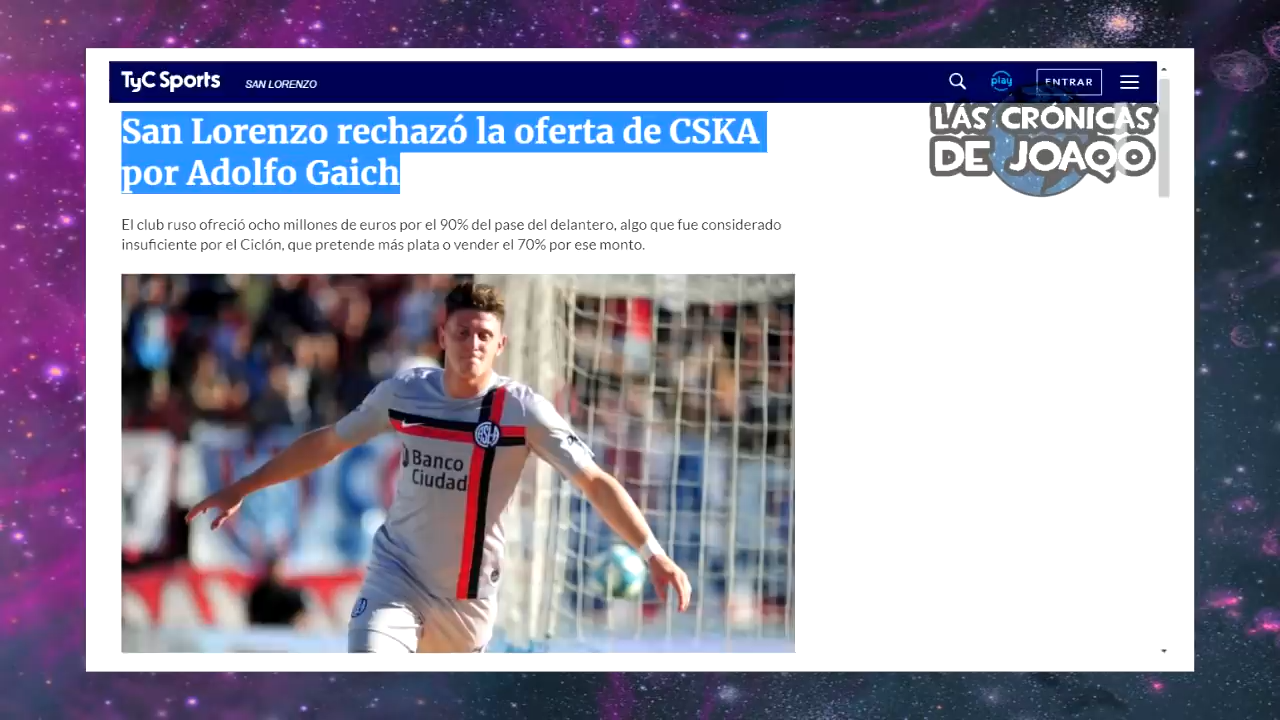 TyC Sports
SAN LORENZO
play
ENTRAR
LAS CRÓNICAS
DE JOAQO
San Lorenzo rechazó la oferta de CSKA
por Adolfo Gaich
El club ruso ofreció ocho millones de euros por el 90% del pase del delantero, algo que fue considerado
insuficiente por el Ciclón, que pretende más plata o vender el 70% por ese monto.
CASLA
Banco
Ciudad